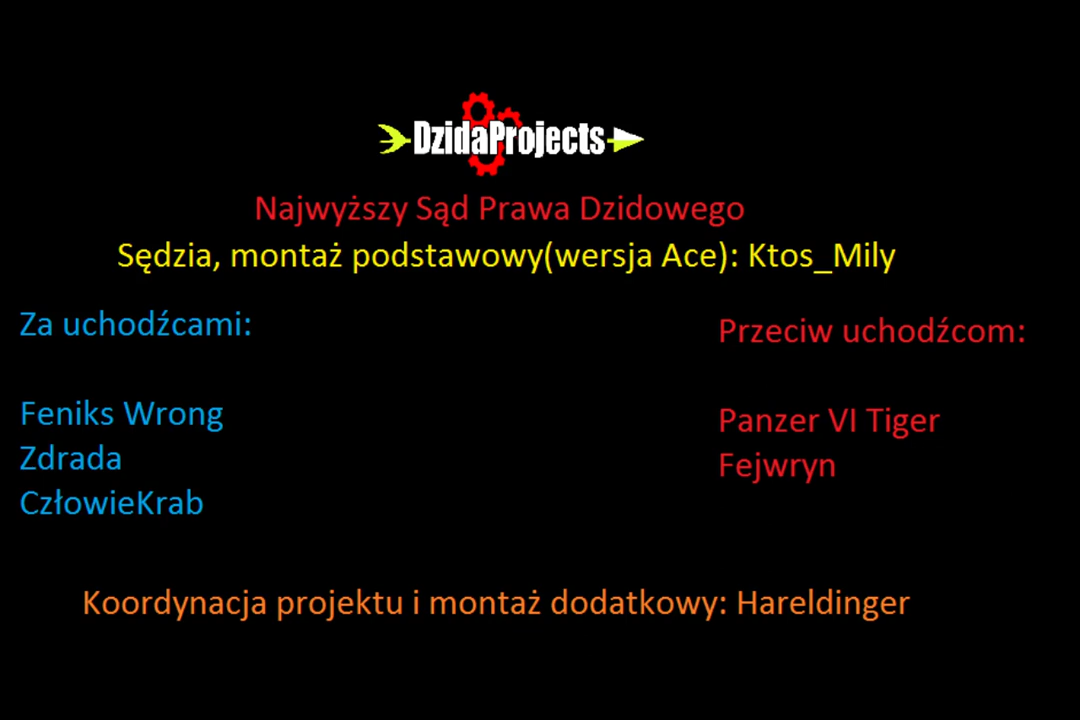 DzidaProjects
Najwyższy Sąd Prawa Dzidowego
Sędzia, montaż podstawowy(wersja Ace): Ktos_Mily
Za uchodźcami:
Feniks Wrong
Zdrada
CzłowieKrab
Przeciw uchodźcom:
Panzer VI Tiger
Fejwryn
Koordynacja projektu i montaż dodatkowy: Hareldinger